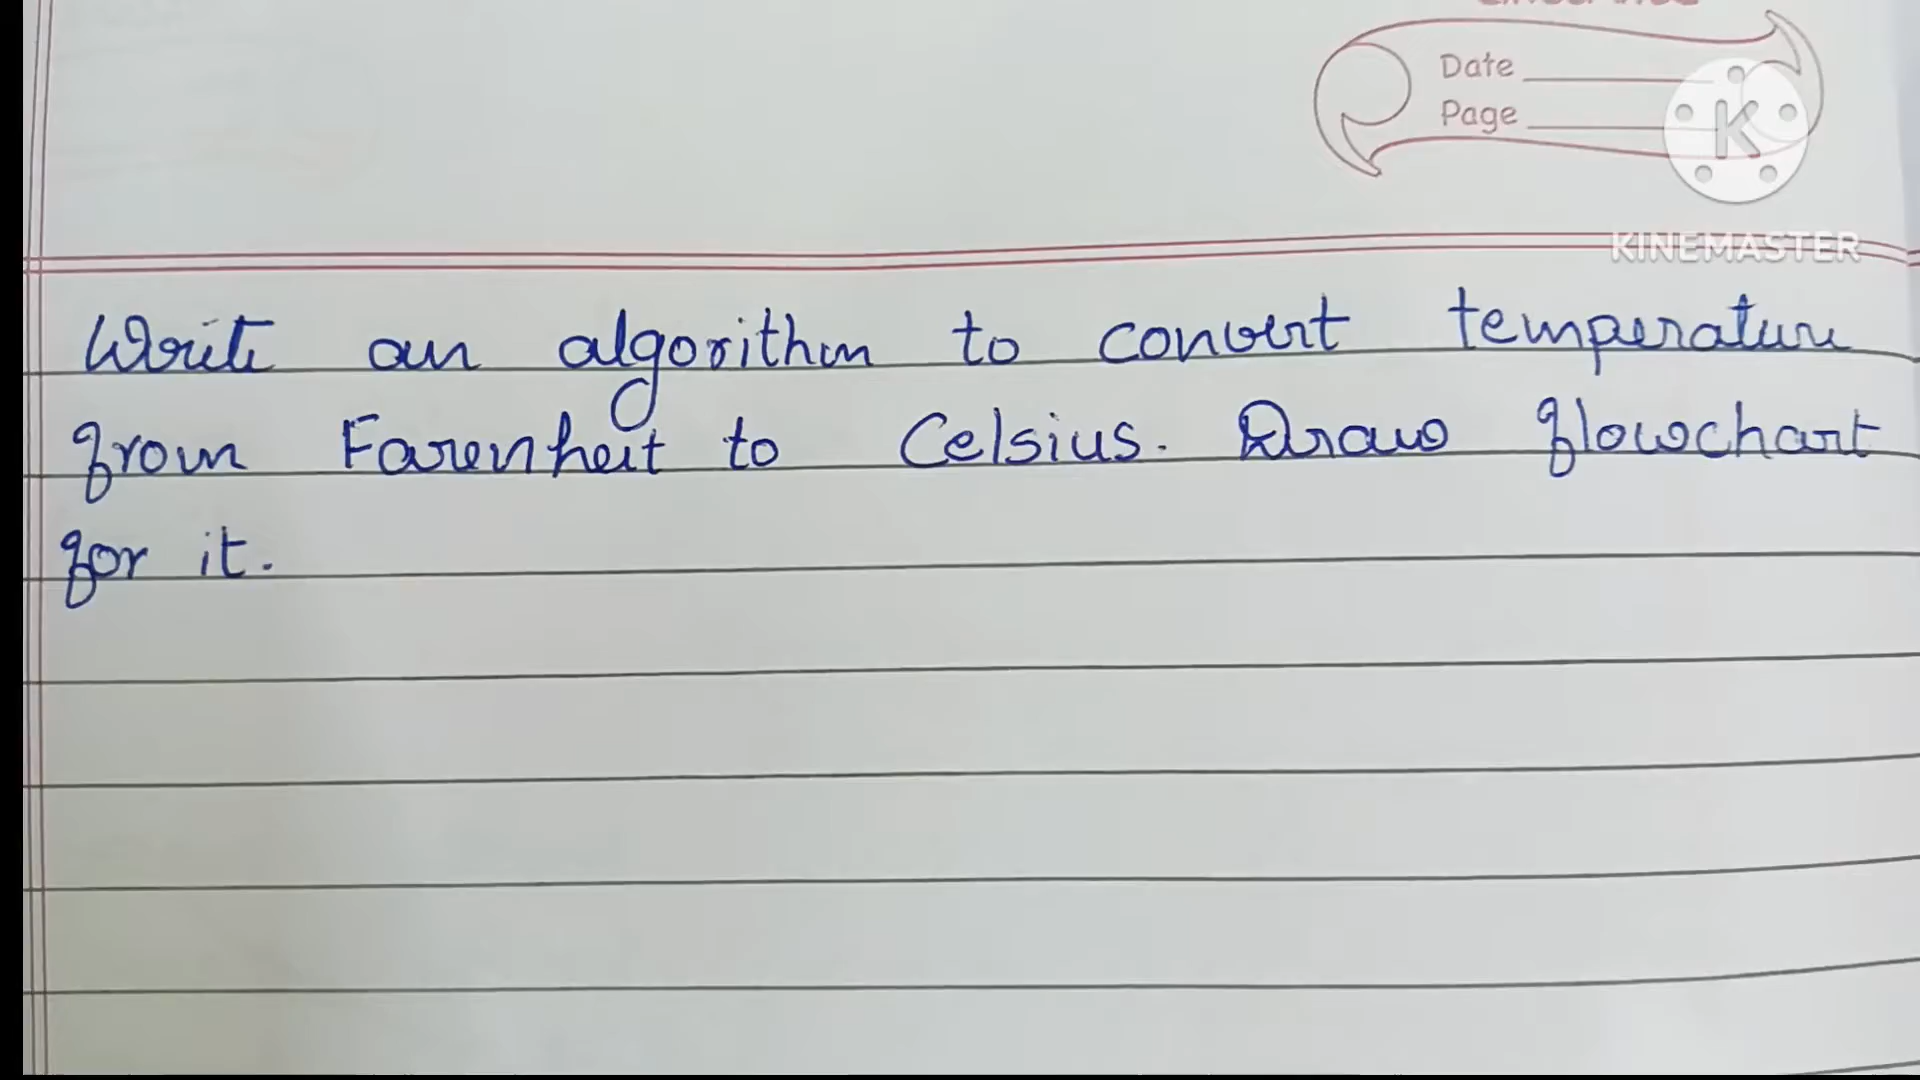 Date
Page
K
KINEMASTER
Write an algorithm to convert temperature
from Farenheit to Celsius. Draw flowchart
for it.